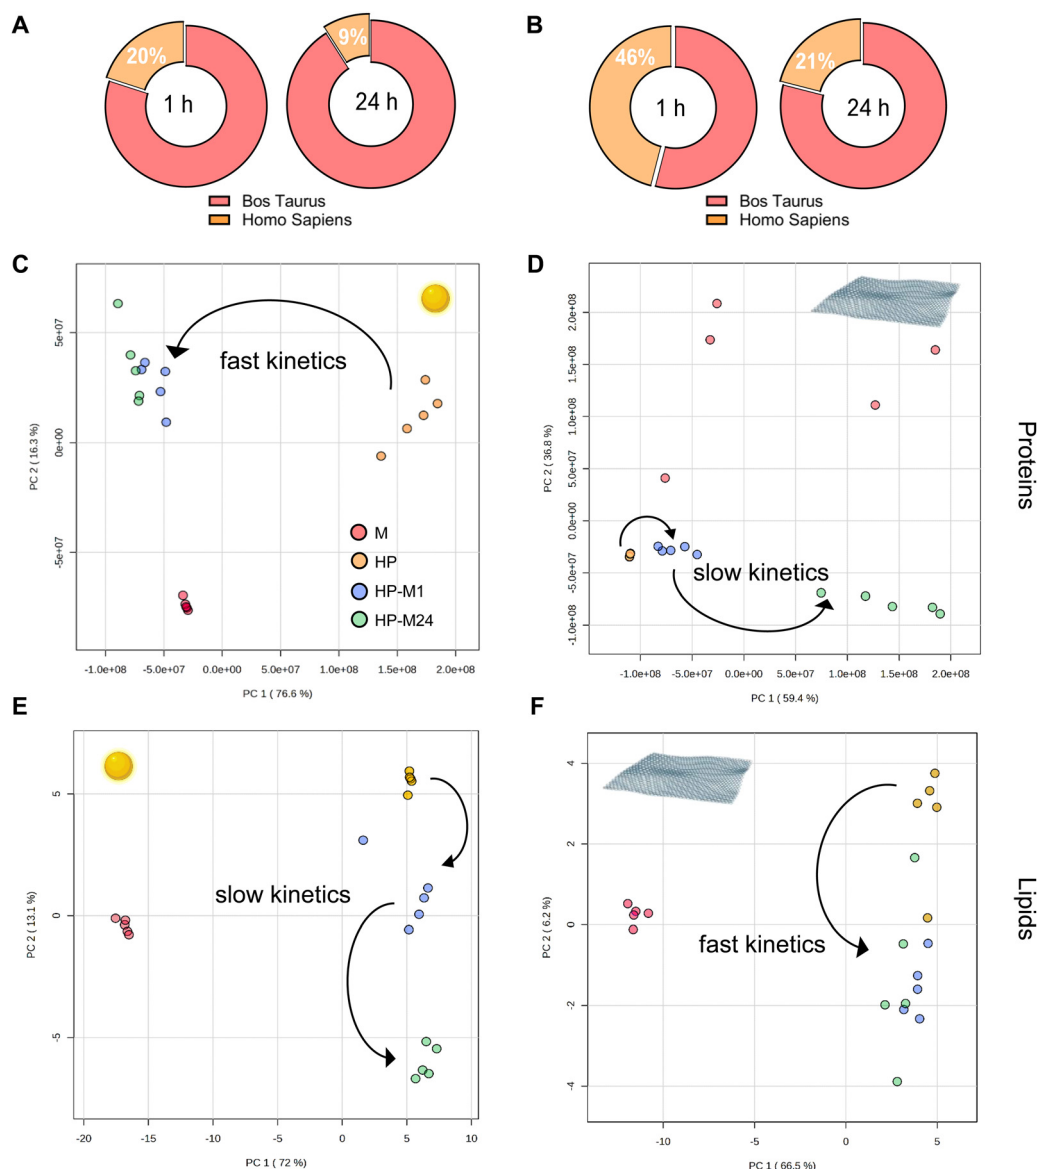 A
B
20%
1 h
9%
24 h
46%
1 h
21%
24 h
Bos Taurus
Homo Sapiens
Bos Taurus
Homo Sapiens
C
D
fast kinetics
5e+07
0e+00
-5e+07
PC 2 ( 16.3 %)
M
HP
HP-M1
HP-M24
-1.0e+08 -5.0e+07 0.0e+00 5.0e+07 1.0e+08 1.5e+08 2.0e+08
PC 1 ( 76.6 %)
2.0e+08
1.5e+08
1.0e+08
5.0e+07
0.0e+00
-5.0e+07
-1.0e+08
PC 2 ( 36.8 %)
slow kinetics
-1.0e+08 -5.0e+07 0.0e+00 5.0e+07 1.0e+08 1.5e+08 2.0e+08
PC 1 ( 59.4 %)
Proteins
E
F
5
0
-5
PC 2 ( 13.1 %)
slow kinetics
-20 -15 -10 -5 0 5 10
PC 1 ( 72 %)
4
2
0
-2
-4
PC 2 ( 6.2 %)
fast kinetics
-10 -5 0 5
PC 1 ( 66.5 %)
Lipids